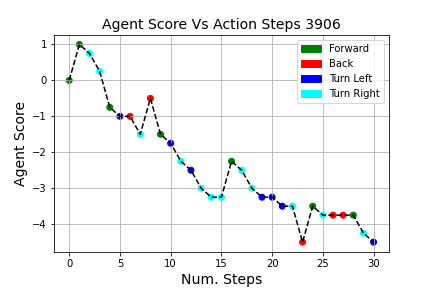 Agent Score Vs Action Steps 3906
Forward
Back
Turn Left
Turn Right
Agent Score
1
0
−1
−2
−3
−4
0 5 10 15 20 25 30
Num. Steps